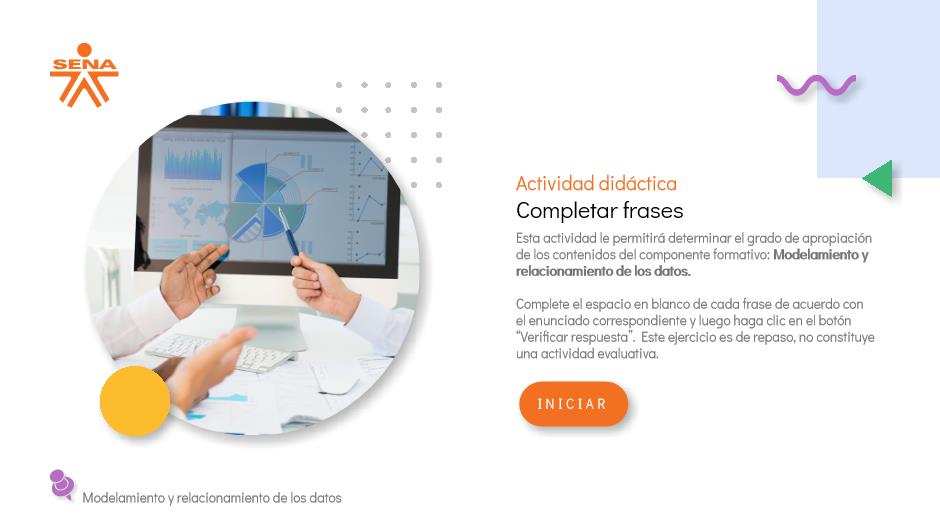 SENA
Actividad didáctica
Completar frases
Esta actividad le permitirá determinar el grado de apropiación
de los contenidos del componente formativo: Modelamiento y
relacionamiento de los datos.
Complete el espacio en blanco de cada frase de acuerdo con
el enunciado correspondiente y luego haga clic en el botón
“Verificar respuesta”. Este ejercicio es de repaso, no constituye
una actividad evaluativa.
INICIAR
Modelamiento y relacionamiento de los datos